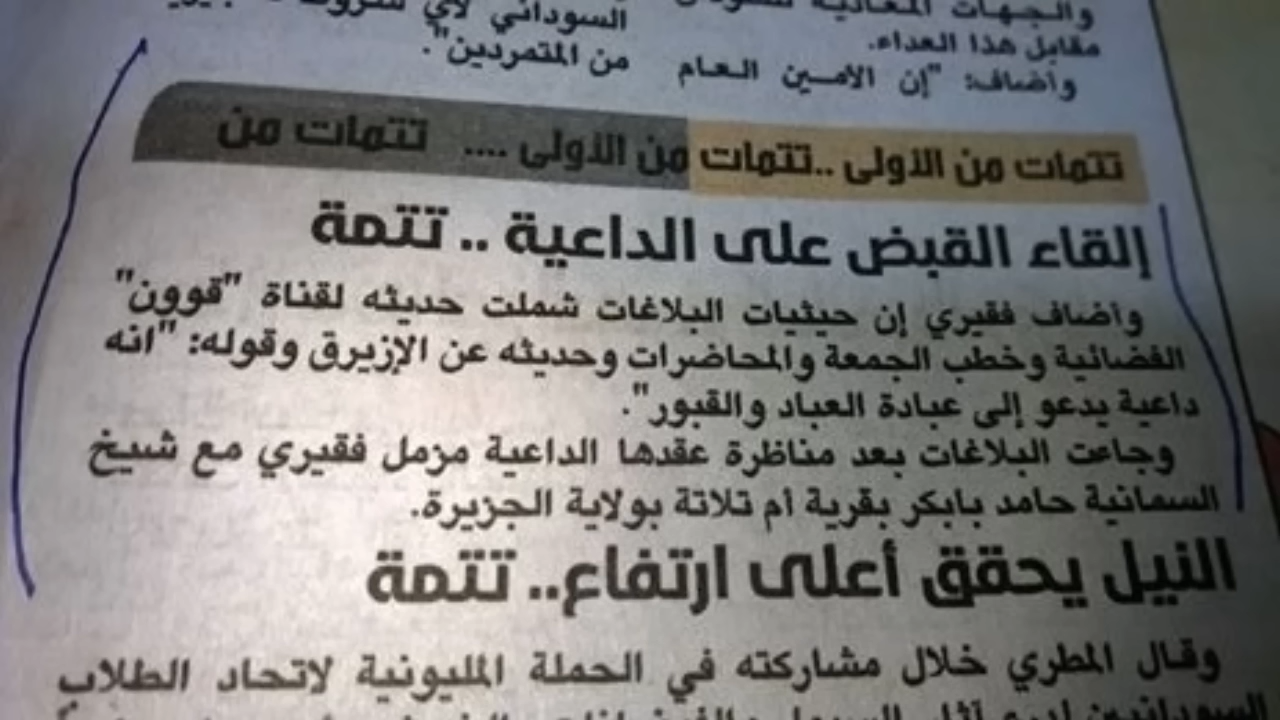 والجهات المعادية
مقابل هذا العداء.
وأضاف: "إن الامين العام
السوداني لأي
من المتمردين".
تتمات من الأولى ..تتمات من الأولى .... تتمات من
إلقاء القبض على الداعية .. تتمة
وأضاف فقيري إن حيثيات البلاغات شملت حديثه لقناة "قوون"
الفضائية وخطب الجمعة والمحاضرات وحديثه عن الإزيرق وقوله: "انه
داعية يدعو إلى عبادة العباد والقبور".
وجاءت البلاغات بعد مناظرة عقدها الداعية مزمل فقيري مع شيخ
السمانية حامد بابكر بقرية أم تلاتة بولاية الجزيرة.
النيل يحقق أعلى ارتفاع.. تتمة
وقال المطري خلال مشاركته في الحملة المليونية لاتحاد الطلاب